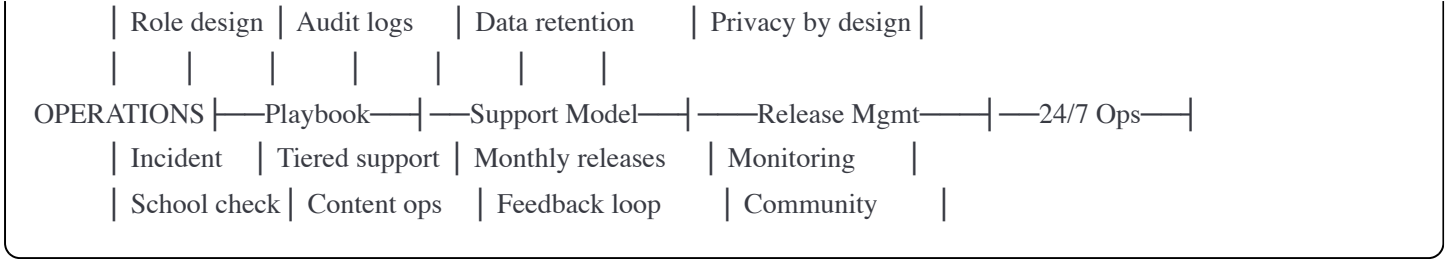 │ Role design │ Audit logs │ Data retention │ Privacy by design│
│ │ │ │ │ │ │
OPERATIONS├──Playbook───┤──Support Model───┤───Release Mgmt────┤──24/7 Ops───┤
│ Incident │ Tiered support │ Monthly releases │ Monitoring │
│ School check│ Content ops │ Feedback loop │ Community │